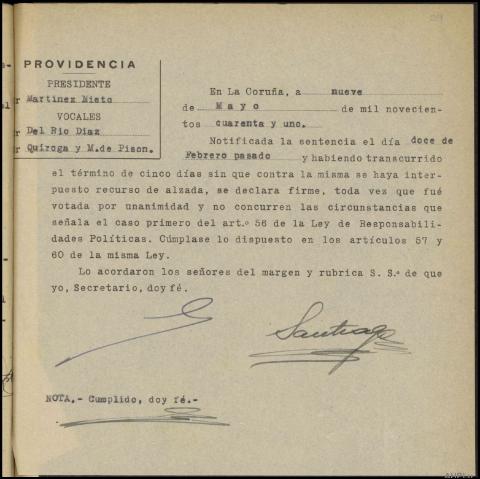 PROVIDENCIA
PRESIDENTE
Martínez Nieto
VOCALES
Del Rio Diaz
Quiroga y M. de Pison.
En La Coruña, a nueve
de Mayo de mil novecien-
tos cuarenta y uno.
Notificada la sentencia el día doce de
Febrero pasado y habiendo transcurrido
el término de cinco días sin que contra la misma se haya inter-
puesto recurso de alzada, se declara firme, toda vez que fué
votada por unanimidad y no concurren las circunstancias que
señala el caso primero del art.º 56 de la Ley de Responsabili-
dades Políticas. Cúmplase lo dispuesto en los artículos 57 y
60 de la misma Ley.
Lo acordaron los señores del margen y rubrica S. Sª de que
yo, Secretario, doy fé.
Santiago
NOTA.- Cumplido, doy fé.-